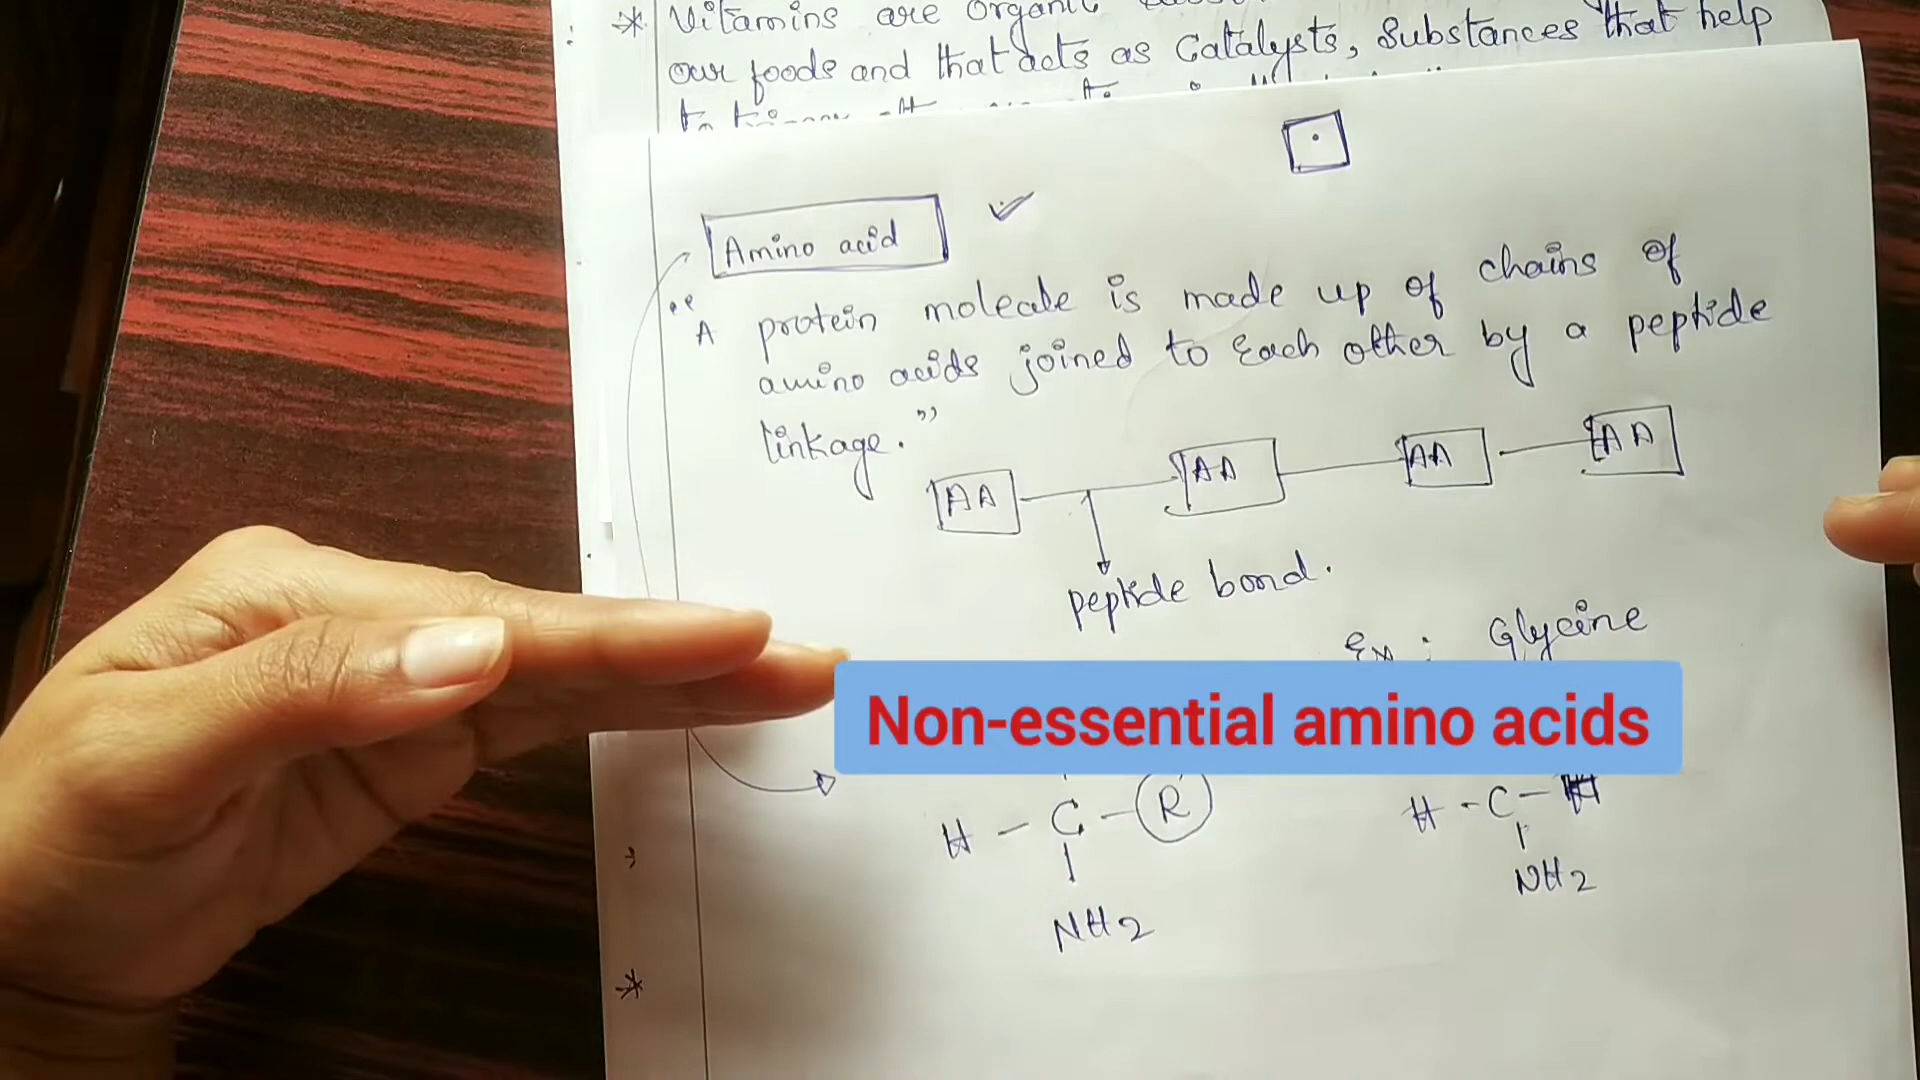 * Vitamins are Organic
our foods and that acts as Catalysts, Substances that help
Amino acid ✓
"A protein molecule is made up of chains of
amino acids joined to Each other by a peptide
linkage."
AA AA AA AA
peptide bond.
Ex : Glycine
Non-essential amino acids
H - C - R
H - C - H
NH2
NH2
*